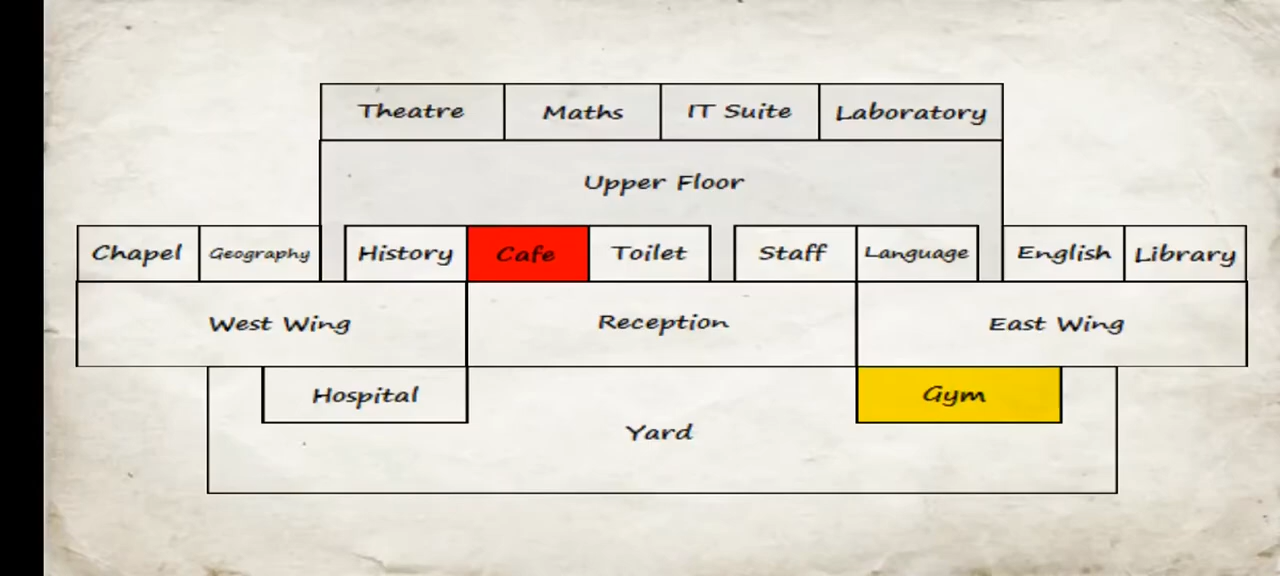 Theatre Maths IT Suite Laboratory
Upper Floor
Chapel Geography History Cafe Toilet Staff Language English Library
West Wing Reception East Wing
Hospital Gym
Yard